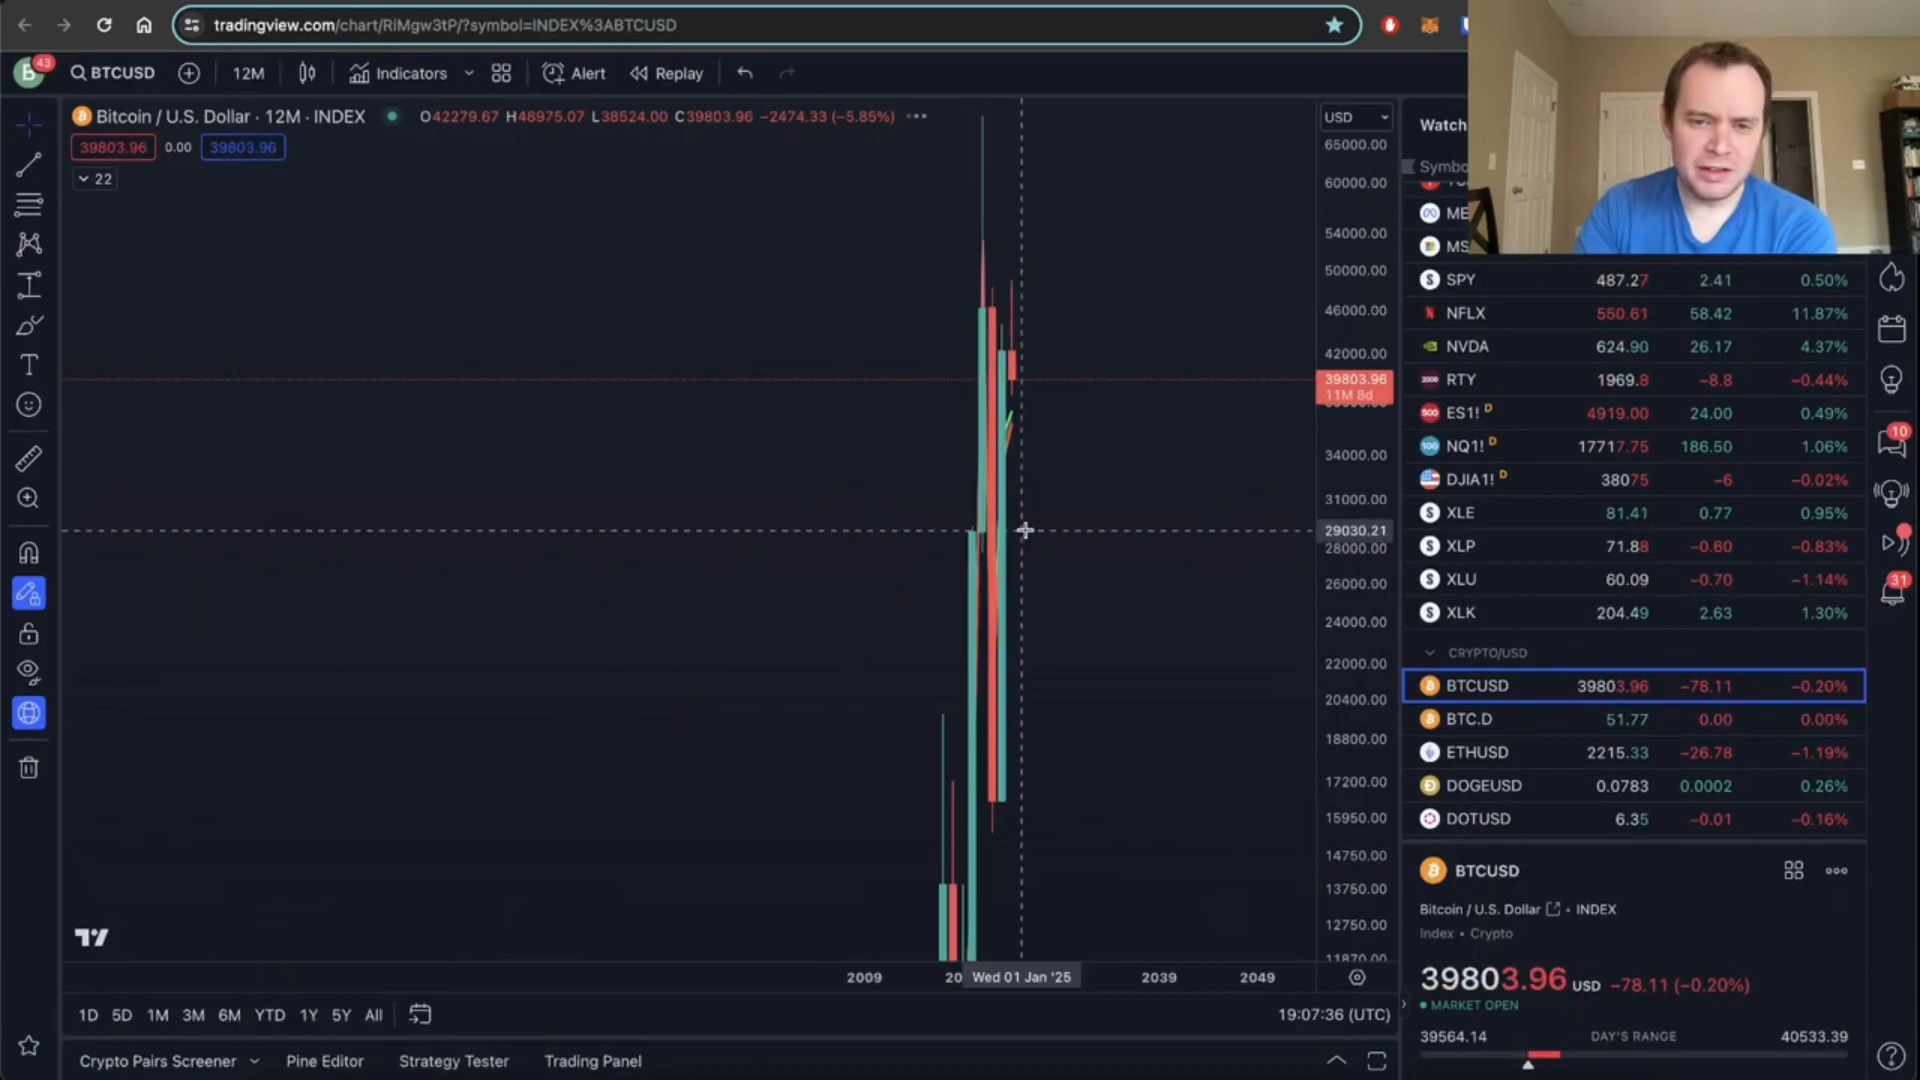 tradingview.com/chart/RiMgw3tP/?symbol=INDEX%3ABTCUSD
B 43 BTCUSD 12M Indicators Alert Replay
Bitcoin / U.S. Dollar · 12M · INDEX O42279.67 H48975.07 L38524.00 C39803.96 −2474.33 (−5.85%)
39803.96 0.00 39803.96
22
USD
65000.00
60000.00
54000.00
50000.00
46000.00
42000.00
39803.96
11M 8d
34000.00
31000.00
29030.21
28000.00
26000.00
24000.00
22000.00
20400.00
18800.00
17200.00
15950.00
14750.00
13750.00
12750.00
11870.00
2009 20 Wed 01 Jan '25 2039 2049
1D 5D 1M 3M 6M YTD 1Y 5Y All 19:07:36 (UTC)
Crypto Pairs Screener Pine Editor Strategy Tester Trading Panel
Watch
Symbo
ME
MS
SPY 487.27 2.41 0.50%
NFLX 550.61 58.42 11.87%
NVDA 624.90 26.17 4.37%
2000 RTY 1969.8 −8.8 −0.44%
500 ES1! D 4919.00 24.00 0.49%
100 NQ1! D 17717.75 186.50 1.06%
DJIA1! D 38075 −6 −0.02%
XLE 81.41 0.77 0.95%
XLP 71.88 −0.60 −0.83%
XLU 60.09 −0.70 −1.14%
XLK 204.49 2.63 1.30%
CRYPTO/USD
BTCUSD 39803.96 −78.11 −0.20%
BTC.D 51.77 0.00 0.00%
ETHUSD 2215.33 −26.78 −1.19%
DOGEUSD 0.0783 0.0002 0.26%
DOTUSD 6.35 −0.01 −0.16%
BTCUSD
Bitcoin / U.S. Dollar • INDEX
Index • Crypto
39803.96 USD −78.11 (−0.20%)
MARKET OPEN
39564.14 DAY'S RANGE 40533.39
10
31